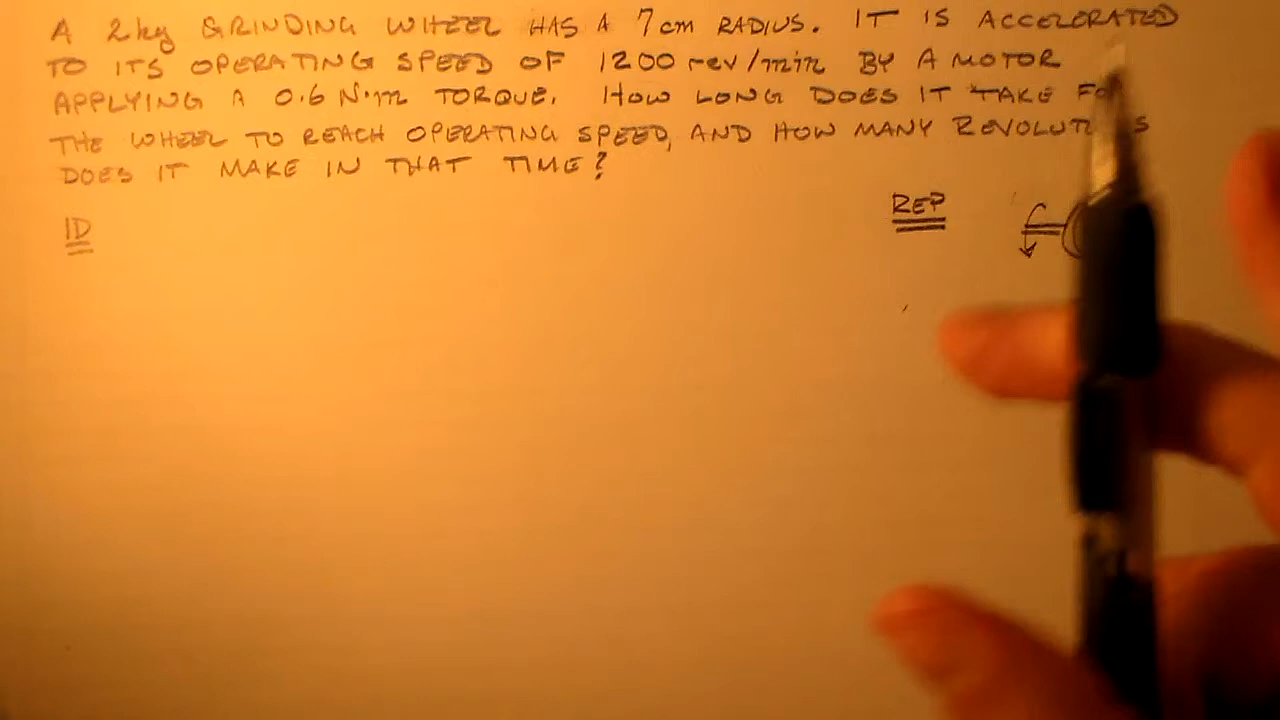 A 2kg GRINDING WHEEL HAS A 7cm RADIUS. IT IS ACCELERATED
TO ITS OPERATING SPEED OF 1200 rev/min BY A MOTOR
APPLYING A 0.6 N·m TORQUE. HOW LONG DOES IT TAKE
THE WHEEL TO REACH OPERATING SPEED, AND HOW MANY
DOES IT MAKE IN THAT TIME?
REP
ID